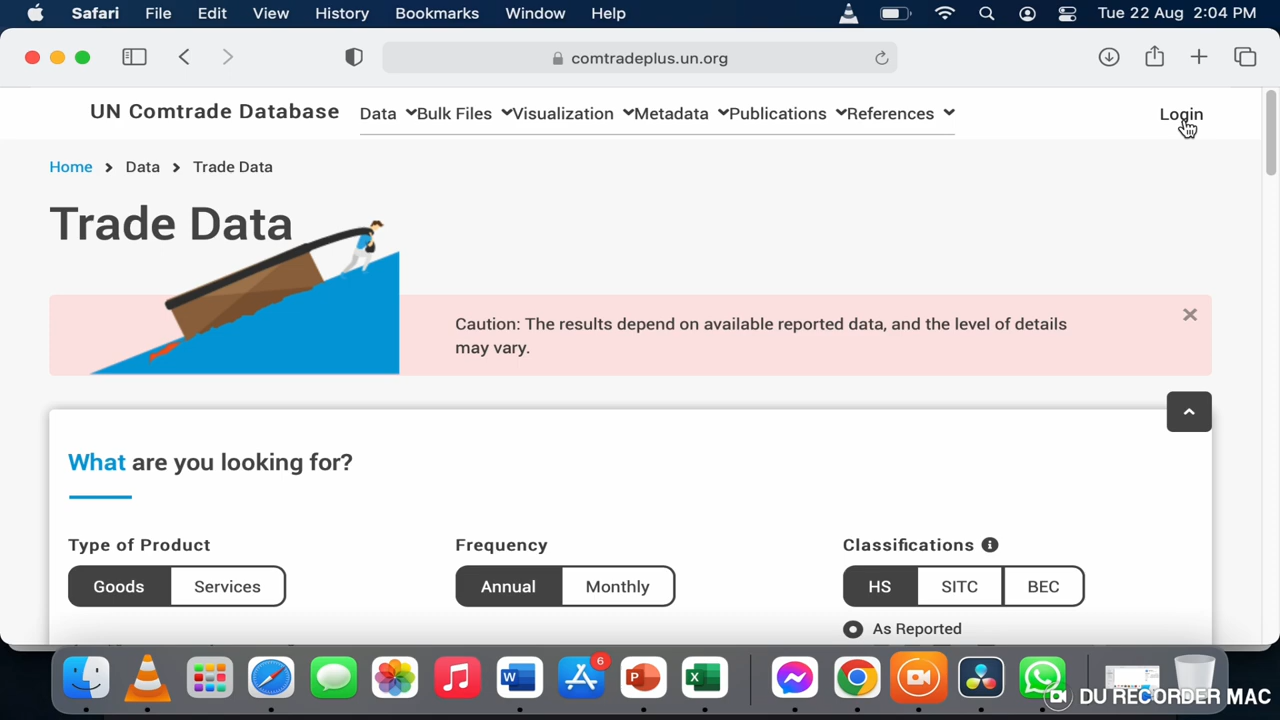 Safari File Edit View History Bookmarks Window Help Tue 22 Aug 2:04 PM
comtradeplus.un.org
UN Comtrade Database Data Bulk Files Visualization Metadata Publications References Login
Home > Data > Trade Data
Trade Data
Caution: The results depend on available reported data, and the level of details
may vary.
What are you looking for?
Type of Product Frequency Classifications
Goods Services Annual Monthly HS SITC BEC
As Reported
6
W P X
DU RECORDER MAC